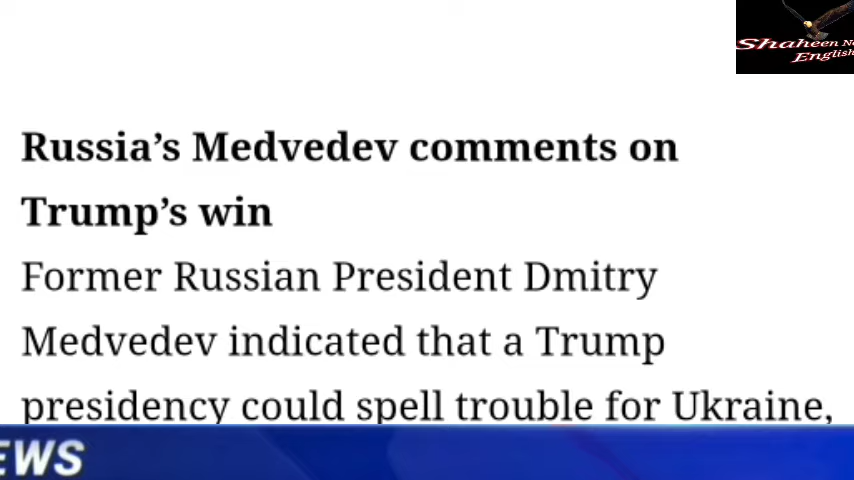 Shaheen Ne
English
Russia’s Medvedev comments on
Trump’s win
Former Russian President Dmitry
Medvedev indicated that a Trump
presidency could spell trouble for Ukraine,
EWS